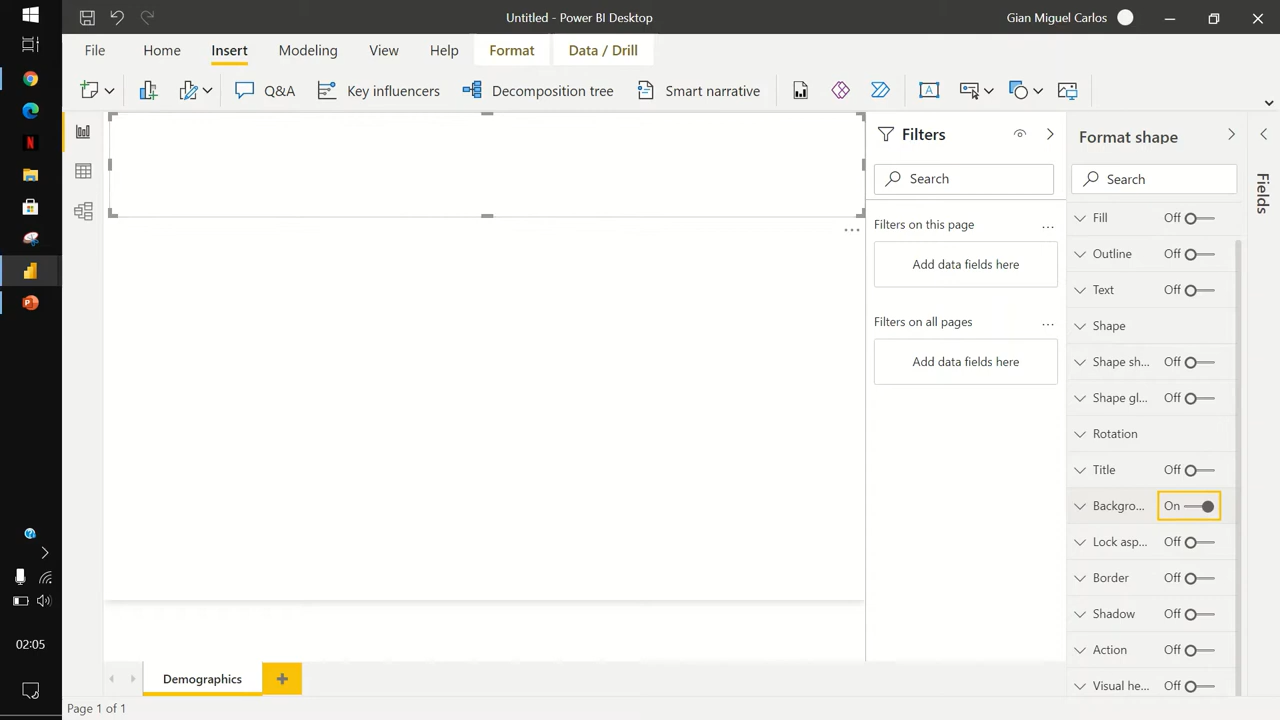 Untitled - Power BI Desktop
Gian Miguel Carlos
File
Home
Insert
Modeling
View
Help
Format
Data / Drill
Q&A
Key influencers
Decomposition tree
Smart narrative
Filters
Search
Filters on this page
...
Add data fields here
Filters on all pages
...
Add data fields here
Format shape
Search
Fill Off
Outline Off
Text Off
Shape
Shape sh... Off
Shape gl... Off
Rotation
Title Off
Backgro... On
Lock asp... Off
Border Off
Shadow Off
Action Off
Visual he... Off
Fields
Demographics
Page 1 of 1
02:05